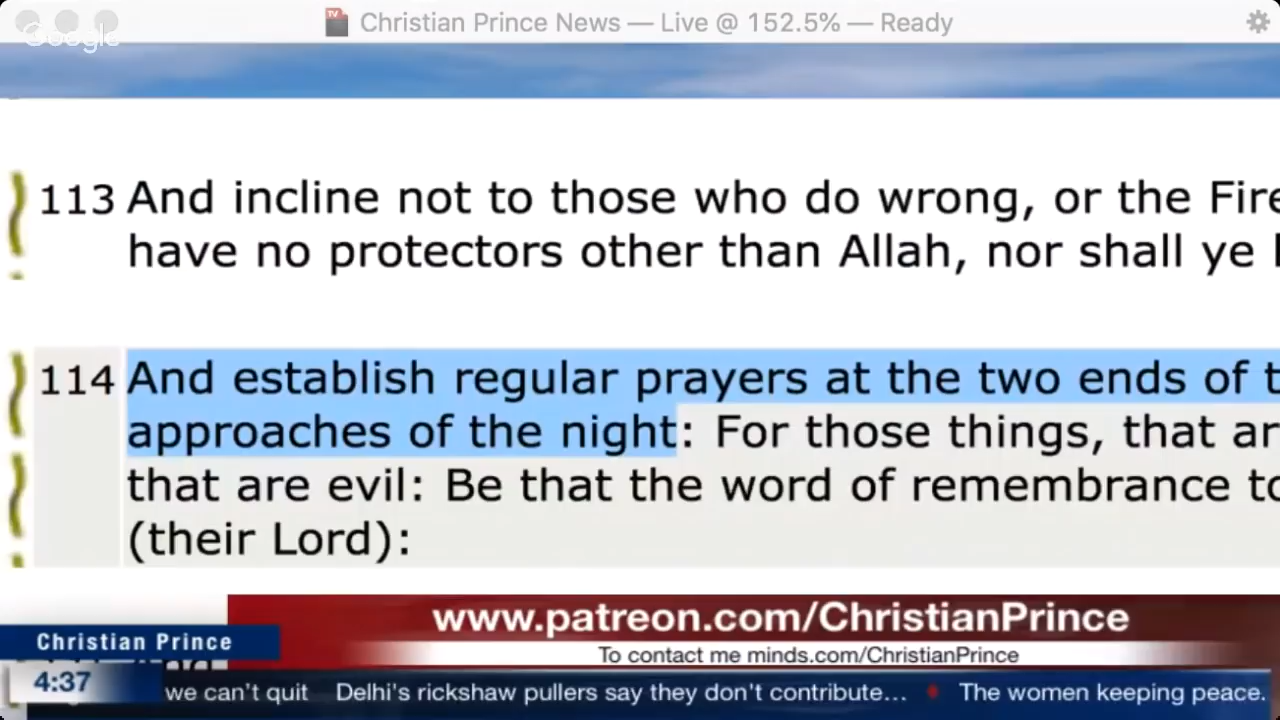 Christian Prince News — Live @ 152.5% — Ready
Google
113 And incline not to those who do wrong, or the Fire
have no protectors other than Allah, nor shall ye
114 And establish regular prayers at the two ends of
approaches of the night: For those things, that
that are evil: Be that the word of remembrance to
(their Lord):
www.patreon.com/ChristianPrince
Christian Prince
To contact me minds.com/ChristianPrince
4:37
we can't quit Delhi's rickshaw pullers say they don't contribute... The women keeping peace.